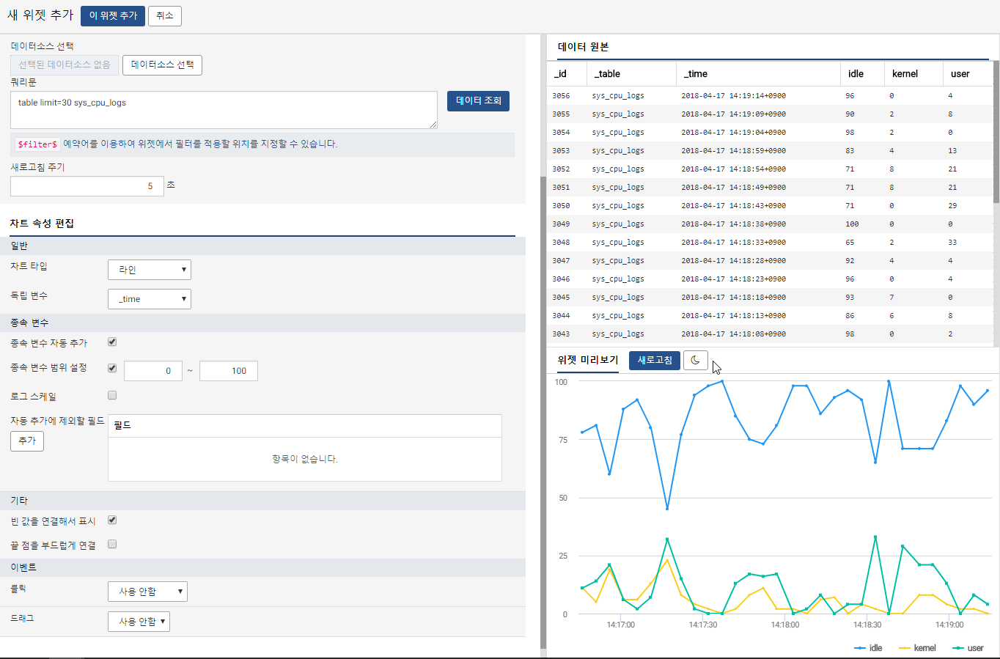 새 위젯 추가 이 위젯 추가 취소
데이터소스 선택
선택된 데이터소스 없음 데이터소스 선택
쿼리문
table limit=30 sys_cpu_logs
데이터 조회
$filter$ 예약어를 이용하여 위젯에서 필터를 적용할 위치를 지정할 수 있습니다.
새로고침 주기
5 초
차트 속성 편집
일반
차트 타입 라인
독립 변수 _time
종속 변수
종속 변수 자동 추가
종속 변수 범위 설정 0 ~ 100
로그 스케일
자동 추가에 제외할 필드 필드
추가
항목이 없습니다.
기타
빈 값을 연결해서 표시
끝 점을 부드럽게 연결
이벤트
클릭 사용 안함
드래그 사용 안함
데이터 원본
_id _table _time idle kernel user
3056 sys_cpu_logs 2018-04-17 14:19:14+0900 96 0 4
3055 sys_cpu_logs 2018-04-17 14:19:09+0900 90 2 8
3054 sys_cpu_logs 2018-04-17 14:19:04+0900 98 2 0
3053 sys_cpu_logs 2018-04-17 14:18:59+0900 83 4 13
3052 sys_cpu_logs 2018-04-17 14:18:54+0900 71 8 21
3051 sys_cpu_logs 2018-04-17 14:18:49+0900 71 8 21
3050 sys_cpu_logs 2018-04-17 14:18:43+0900 71 0 29
3049 sys_cpu_logs 2018-04-17 14:18:38+0900 100 0 0
3048 sys_cpu_logs 2018-04-17 14:18:33+0900 65 2 33
3047 sys_cpu_logs 2018-04-17 14:18:28+0900 92 4 4
3046 sys_cpu_logs 2018-04-17 14:18:23+0900 96 0 4
3045 sys_cpu_logs 2018-04-17 14:18:18+0900 93 7 0
3044 sys_cpu_logs 2018-04-17 14:18:13+0900 86 6 8
3043 sys_cpu_logs 2018-04-17 14:18:08+0900 98 0 2
위젯 미리보기 새로고침
100
75
50
25
0
14:17:00 14:17:30 14:18:00 14:18:30 14:19:00
idle kernel user